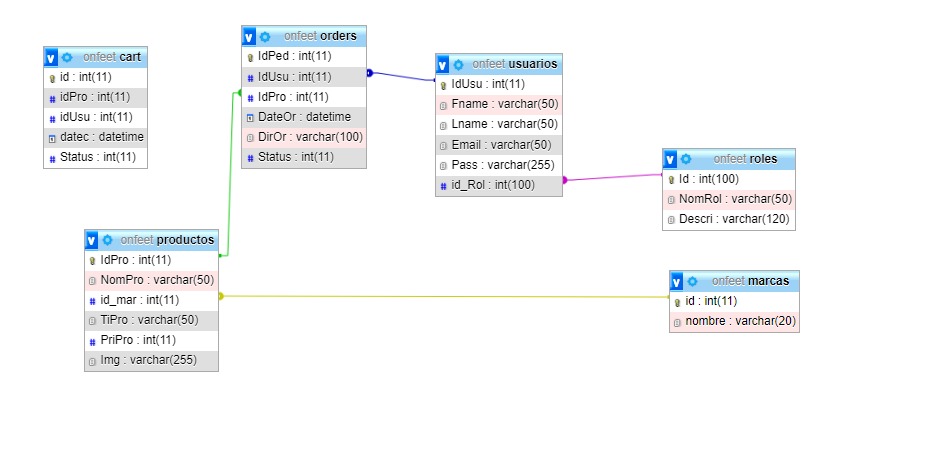 onfeet cart
id : int(11)
idPro : int(11)
idUsu : int(11)
datec : datetime
Status : int(11)
onfeet orders
IdPed : int(11)
IdUsu : int(11)
IdPro : int(11)
DateOr : datetime
DirOr : varchar(100)
Status : int(11)
onfeet usuarios
IdUsu : int(11)
Fname : varchar(50)
Lname : varchar(50)
Email : varchar(50)
Pass : varchar(255)
id_Rol : int(100)
onfeet roles
Id : int(100)
NomRol : varchar(50)
Descri : varchar(120)
onfeet productos
IdPro : int(11)
NomPro : varchar(50)
id_mar : int(11)
TiPro : varchar(50)
PriPro : int(11)
Img : varchar(255)
onfeet marcas
id : int(11)
nombre : varchar(20)